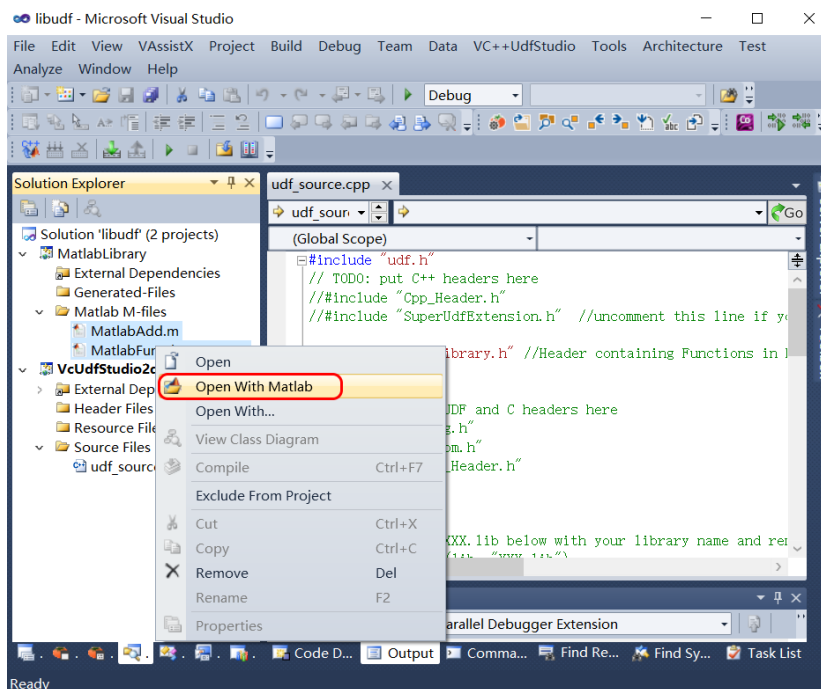 libudf - Microsoft Visual Studio
File Edit View VAssistX Project Build Debug Team Data VC++UdfStudio Tools Architecture Test
Analyze Window Help
Debug
Solution Explorer
udf_source.cpp
udf_sour
Go
Solution 'libudf' (2 projects)
(Global Scope)
MatlabLibrary
External Dependencies
Generated-Files
Matlab M-files
MatlabAdd.m
MatlabFun
VcUdfStudio2
External Dep
Header Files
Resource File
Source Files
udf_source
#include "udf.h"
// TODO: put C++ headers here
//#include "Cpp_Header.h"
//#include "SuperUdfExtension.h" //uncomment this line if y
ibrary.h" //Header containing Functions in
UDF and C headers here
g.h"
om.h"
_Header.h"
XXX.lib below with your library name and re
Open
Open With Matlab
Open With...
View Class Diagram
Compile Ctrl+F7
Exclude From Project
Cut Ctrl+X
Copy Ctrl+C
Remove Del
Rename F2
Properties
arallel Debugger Extension
Code D... Output Comma... Find Re... Find Sy... Task List
Ready